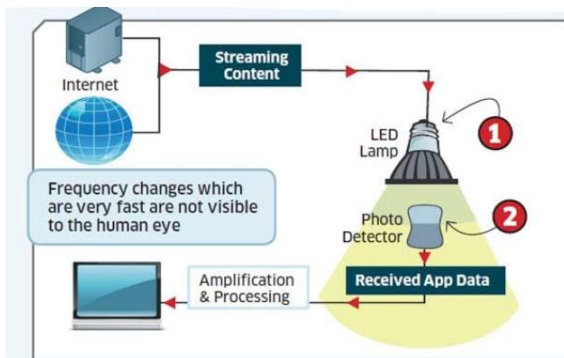 Internet
Streaming
Content
LED
Lamp
1
Frequency changes which
are very fast are not visible
to the human eye
Photo
Detector
2
Amplification
& Processing
Received App Data